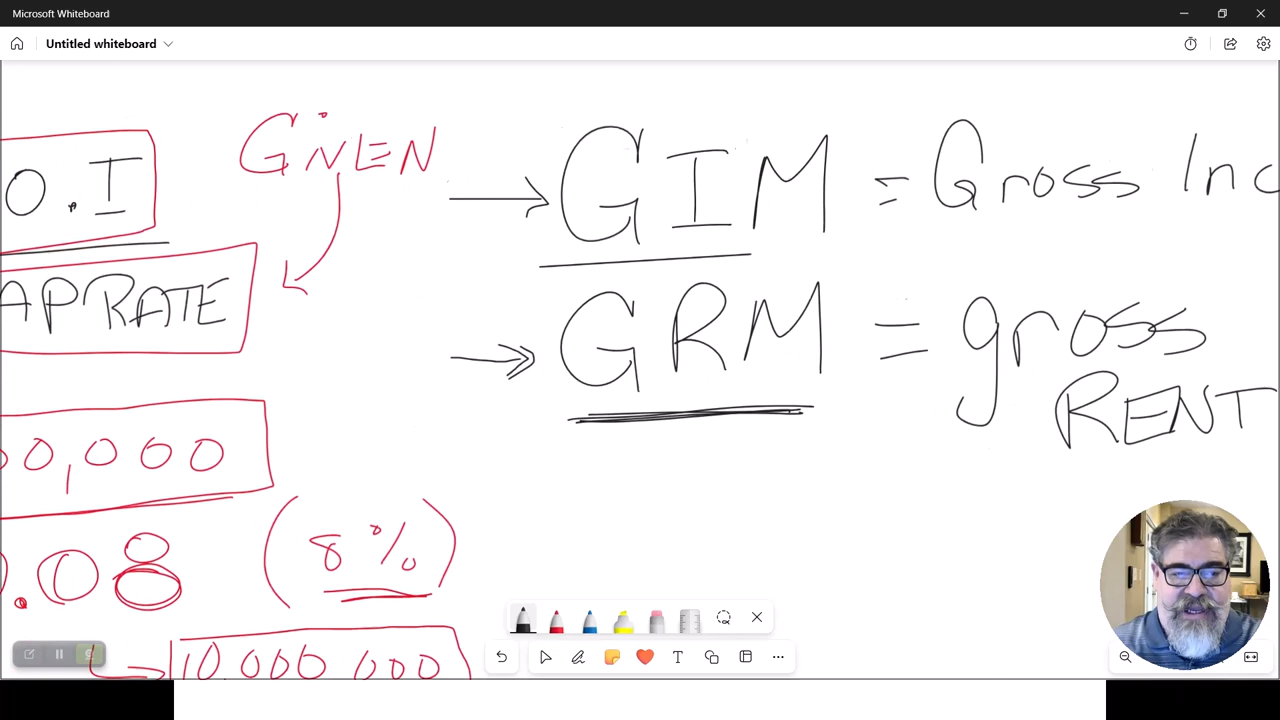 Microsoft Whiteboard
Untitled whiteboard
O.I
GIVEN
GIM = Gross Inc
APRATE
GRM = gross
RENT
0,000
.08 (8%)
10 000 000